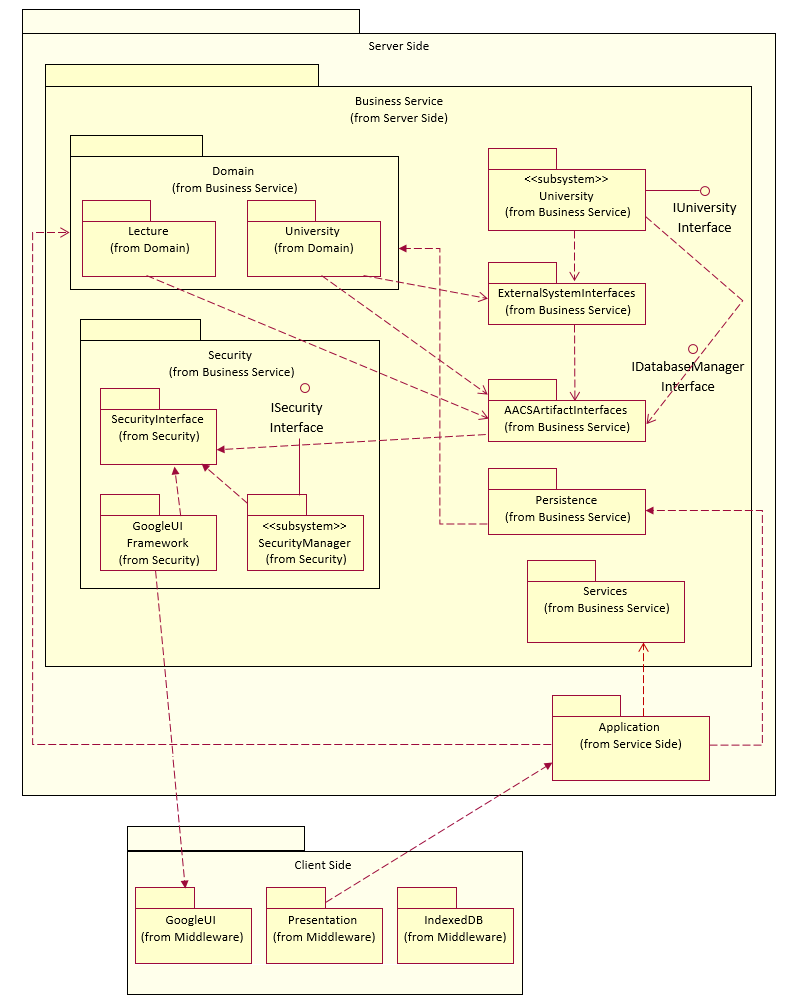 Server Side
Business Service
(from Server Side)
Domain
(from Business Service)
Lecture
(from Domain)
University
(from Domain)
<<subsystem>>
University
(from Business Service)
IUniversity
Interface
ExternalSystemInterfaces
(from Business Service)
Security
(from Business Service)
IDatabaseManager
Interface
ISecurity
Interface
SecurityInterface
(from Security)
AACSArtifactInterfaces
(from Business Service)
Persistence
(from Business Service)
GoogleUI
Framework
(from Security)
<<subsystem>>
SecurityManager
(from Security)
Services
(from Business Service)
Application
(from Service Side)
Client Side
GoogleUI
(from Middleware)
Presentation
(from Middleware)
IndexedDB
(from Middleware)